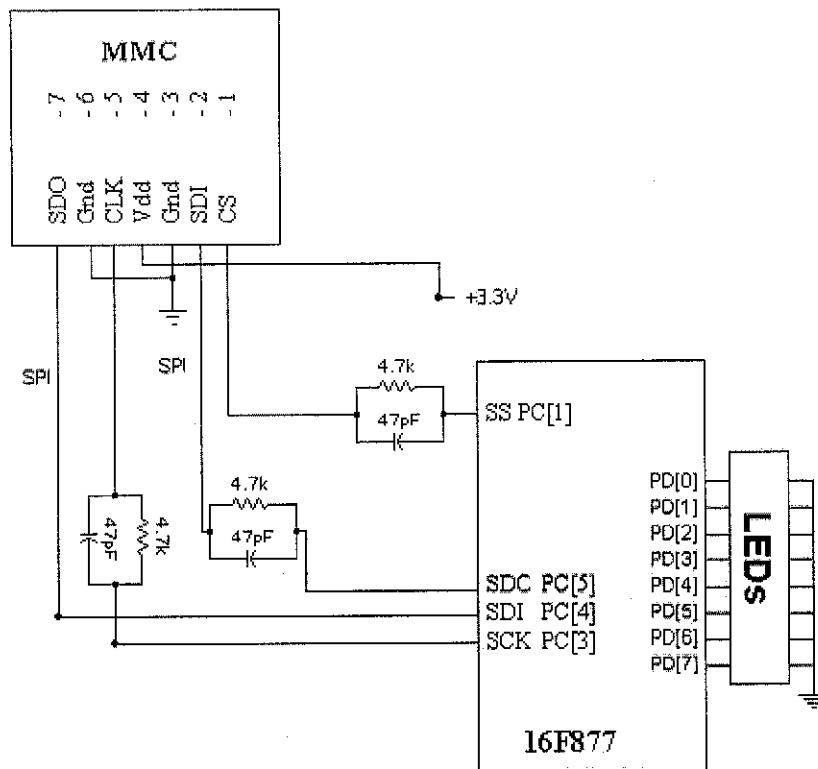 MMC
- 7
- 6
- 5
- 4
- 3
- 2
- 1
SDO
Gnd
CLK
Vdd
Gnd
SDI
CS
+3.3V
SPI
SPI
4.7k
47pF
SS PC[1]
4.7k
47pF
47pF
4.7k
SDC PC[5]
SDI PC[4]
SCK PC[3]
PD[0]
PD[1]
PD[2]
PD[3]
PD[4]
PD[5]
PD[6]
PD[7]
LEDs
16F877